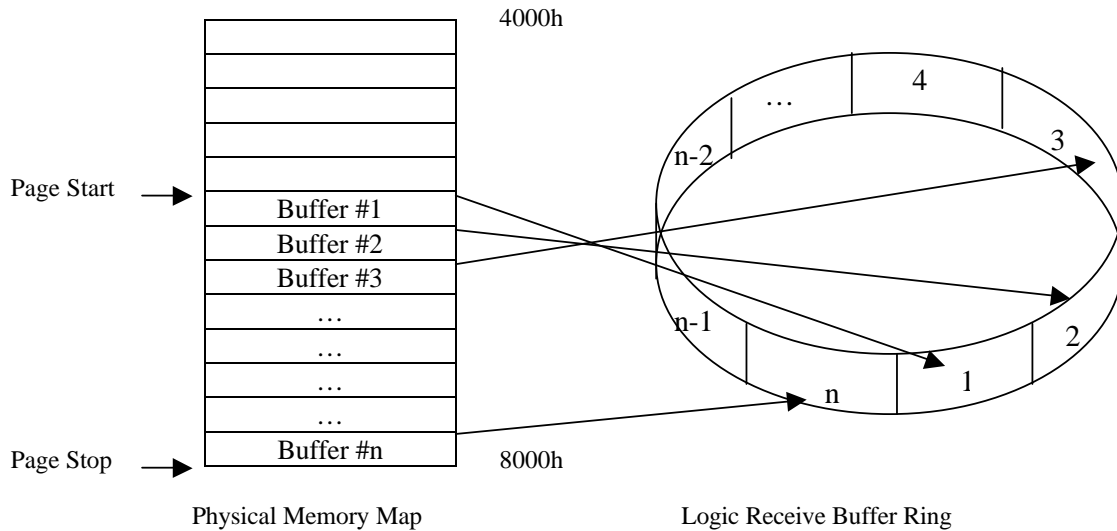 4000h
Page Start
Buffer #1
Buffer #2
Buffer #3
…
…
…
…
Buffer #n
Page Stop
8000h
Physical Memory Map
4
…
3
n-2
n-1
2
n
1
Logic Receive Buffer Ring